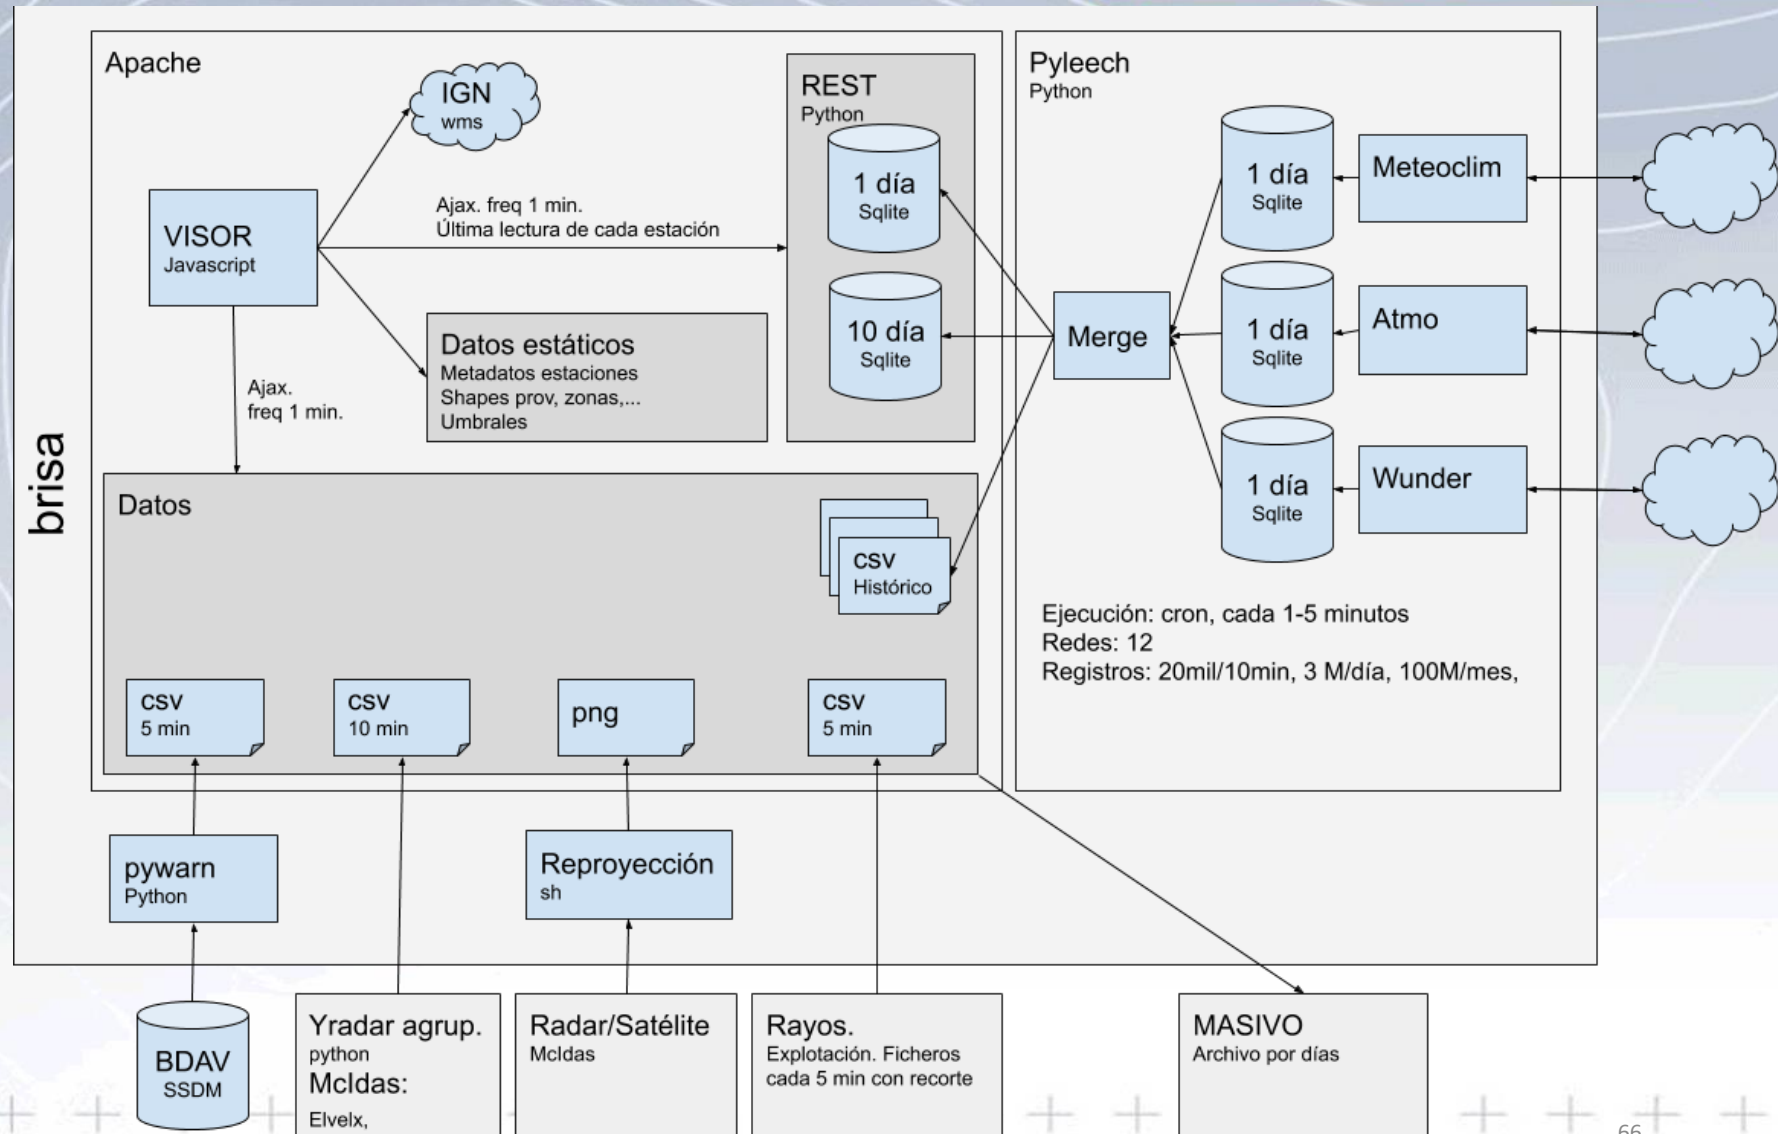 brisa
Apache
IGN
wms
VISOR
Javascript
Ajax. freq 1 min.
Última lectura de cada estación
REST
Python
1 día
Sqlite
10 día
Sqlite
Datos estáticos
Metadatos estaciones
Shapes prov, zonas,...
Umbrales
Ajax.
freq 1 min.
Datos
csv
Histórico
csv
5 min
csv
10 min
png
csv
5 min
Pyleech
Python
1 día
Sqlite
Meteoclim
Merge
1 día
Sqlite
Atmo
1 día
Sqlite
Wunder
Ejecución: cron, cada 1-5 minutos
Redes: 12
Registros: 20mil/10min, 3 M/día, 100M/mes,
pywarn
Python
Reproyección
sh
BDAV
SSDM
Yradar agrup.
python
McIdas:
Elvelx,
Radar/Satélite
McIdas
Rayos.
Explotación. Ficheros
cada 5 min con recorte
MASIVO
Archivo por días
66